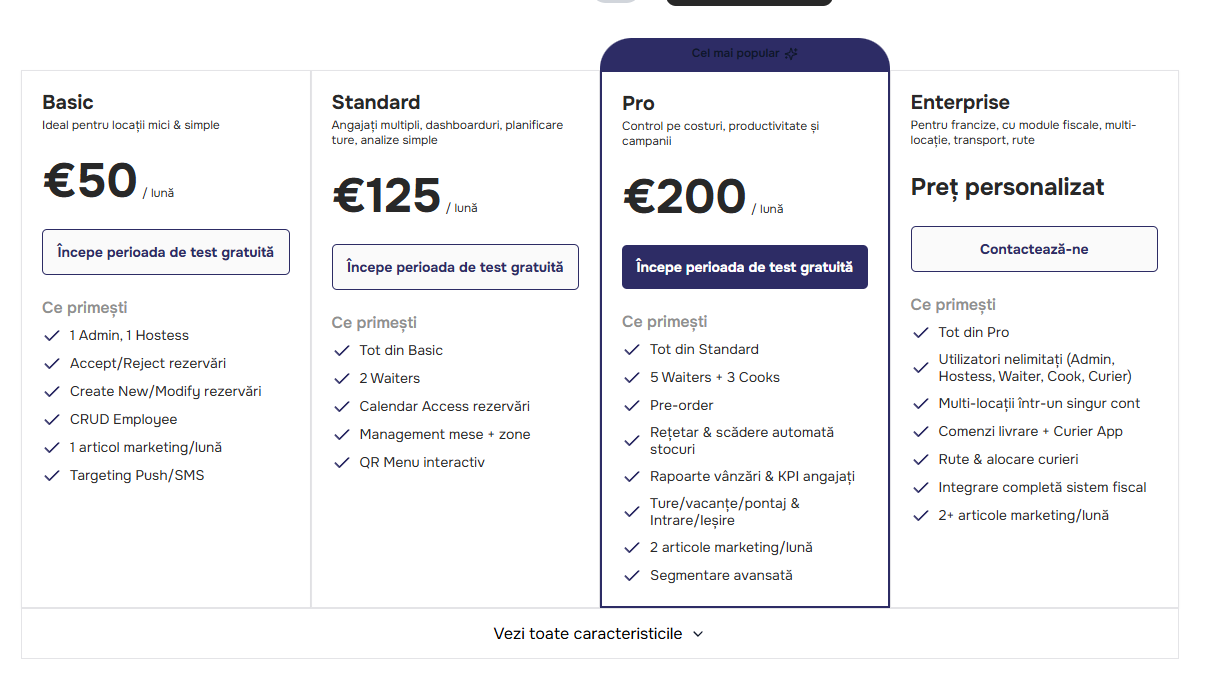 Cel mai popular
Basic
Ideal pentru locații mici & simple
€50 / lună
Începe perioada de test gratuită
Ce primești
1 Admin, 1 Hostess
Accept/Reject rezervări
Create New/Modify rezervări
CRUD Employee
1 articol marketing/lună
Targeting Push/SMS
Standard
Angajați multipli, dashboarduri, planificare
ture, analize simple
€125 / lună
Începe perioada de test gratuită
Ce primești
Tot din Basic
2 Waiters
Calendar Access rezervări
Management mese + zone
QR Menu interactiv
Pro
Control pe costuri, productivitate și
campanii
€200 / lună
Începe perioada de test gratuită
Ce primești
Tot din Standard
5 Waiters + 3 Cooks
Pre-order
Rețetar & scădere automată
stocuri
Rapoarte vânzări & KPI angajați
Ture/vacanțe/pontaj &
Intrare/Ieșire
2 articole marketing/lună
Segmentare avansată
Enterprise
Pentru francize, cu module fiscale, multi-
locație, transport, rute
Preț personalizat
Contactează-ne
Ce primești
Tot din Pro
Utilizatori nelimitați (Admin,
Hostess, Waiter, Cook, Curier)
Multi-locații într-un singur cont
Comenzi livrare + Curier App
Rute & alocare curieri
Integrare completă sistem fiscal
2+ articole marketing/lună
Vezi toate caracteristicile